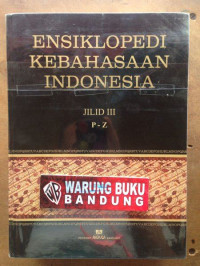 ENSIKLOPEDI
KEBAHASAAN
INDONESIA
JILID III
P - Z
WARUNG BUKU
BANDUNG